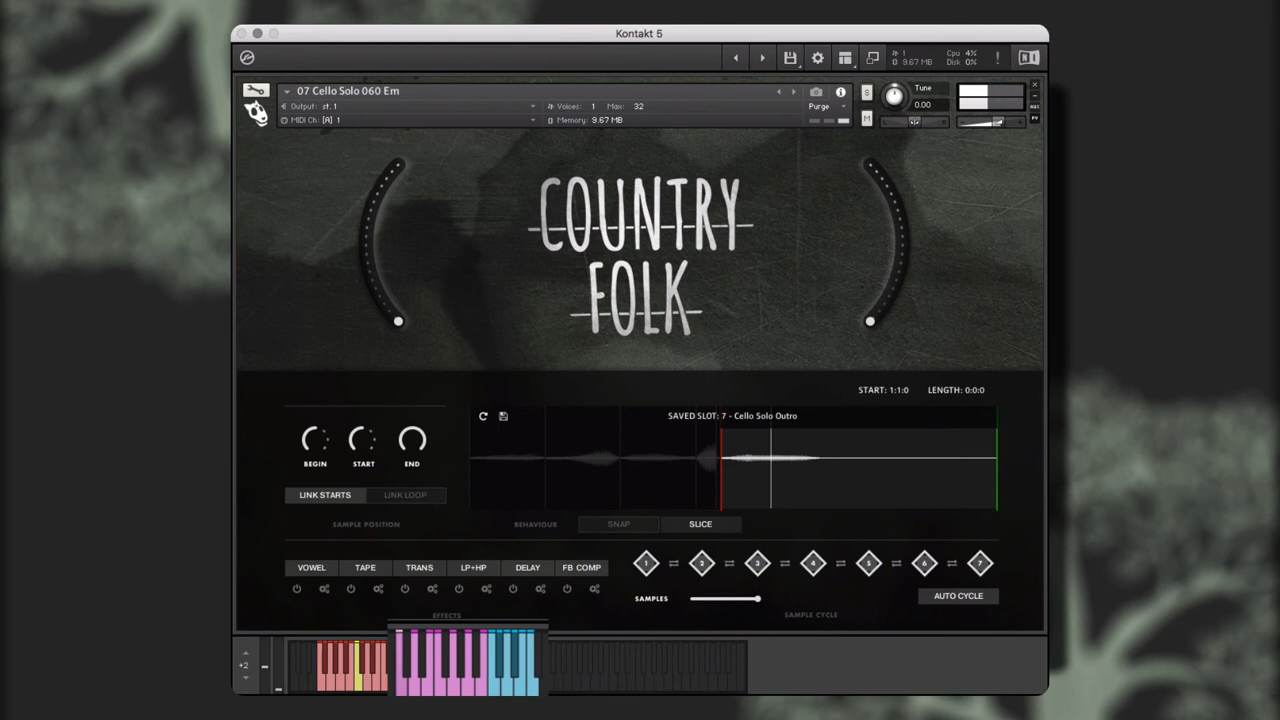 Kontakt 5
1
9.67 MB
Cpu 4%
Disk 0%
!
NI
07 Cello Solo 060 Em
Output: st.1
Voices: 1 Max: 32
Purge
MIDI Ch: [A] 1
Memory: 9.67 MB
S
M
Tune
0.00
AUX
PV
COUNTRY
FOLK
START: 1:1:0 LENGTH: 0:0:0
SAVED SLOT: 7 - Cello Solo Outro
BEGIN START END
LINK STARTS LINK LOOP
SAMPLE POSITION
BEHAVIOUR SNAP SLICE
VOWEL TAPE TRANS LP+HP DELAY FB COMP
EFFECTS
1 2 3 4 5 6 7
SAMPLES
AUTO CYCLE
SAMPLE CYCLE
+2